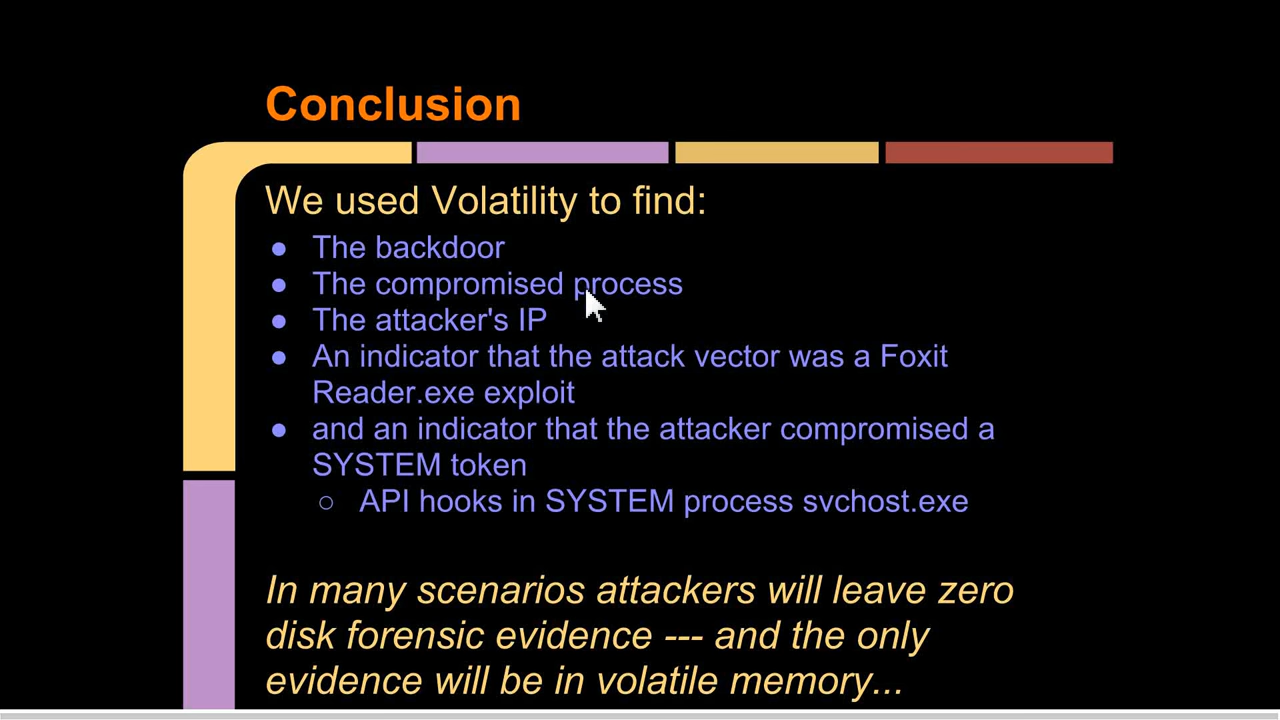 Conclusion
We used Volatility to find:
● The backdoor
● The compromised process
● The attacker's IP
● An indicator that the attack vector was a Foxit
Reader.exe exploit
● and an indicator that the attacker compromised a
SYSTEM token
○ API hooks in SYSTEM process svchost.exe
In many scenarios attackers will leave zero
disk forensic evidence --- and the only
evidence will be in volatile memory...